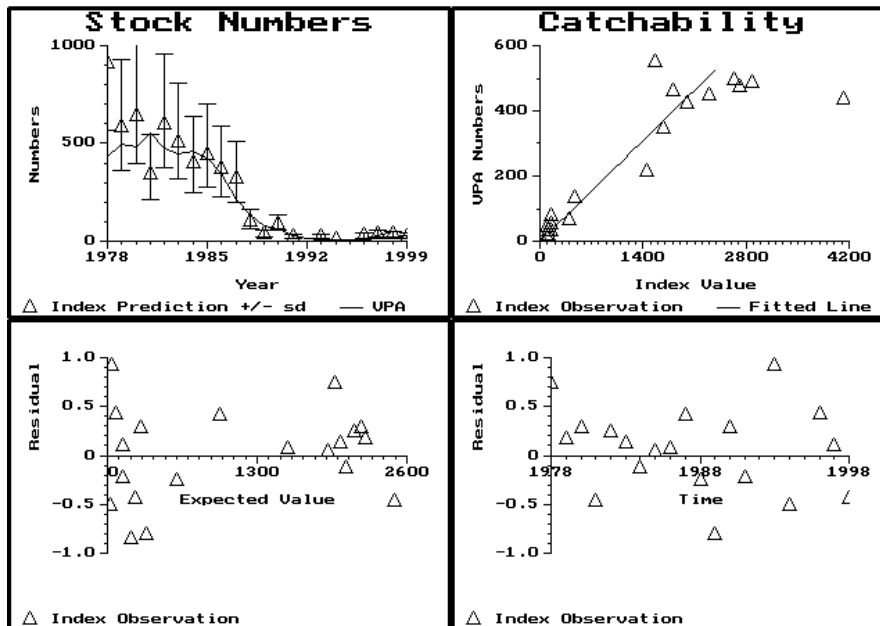 Stock Numbers
1000
500
0
Numbers
1978 1985 1992 1999
Year
Index Prediction +/- sd — VPA
Catchability
600
400
200
0
VPA Numbers
0 1400 2800 4200
Index Value
Index Observation — Fitted Line
1.0
0.5
0.0
-0.5
-1.0
Residual
0 1300 2600
Expected Value
Index Observation
1.0
0.5
0.0
-0.5
-1.0
Residual
1978 1988 1998
Time
Index Observation